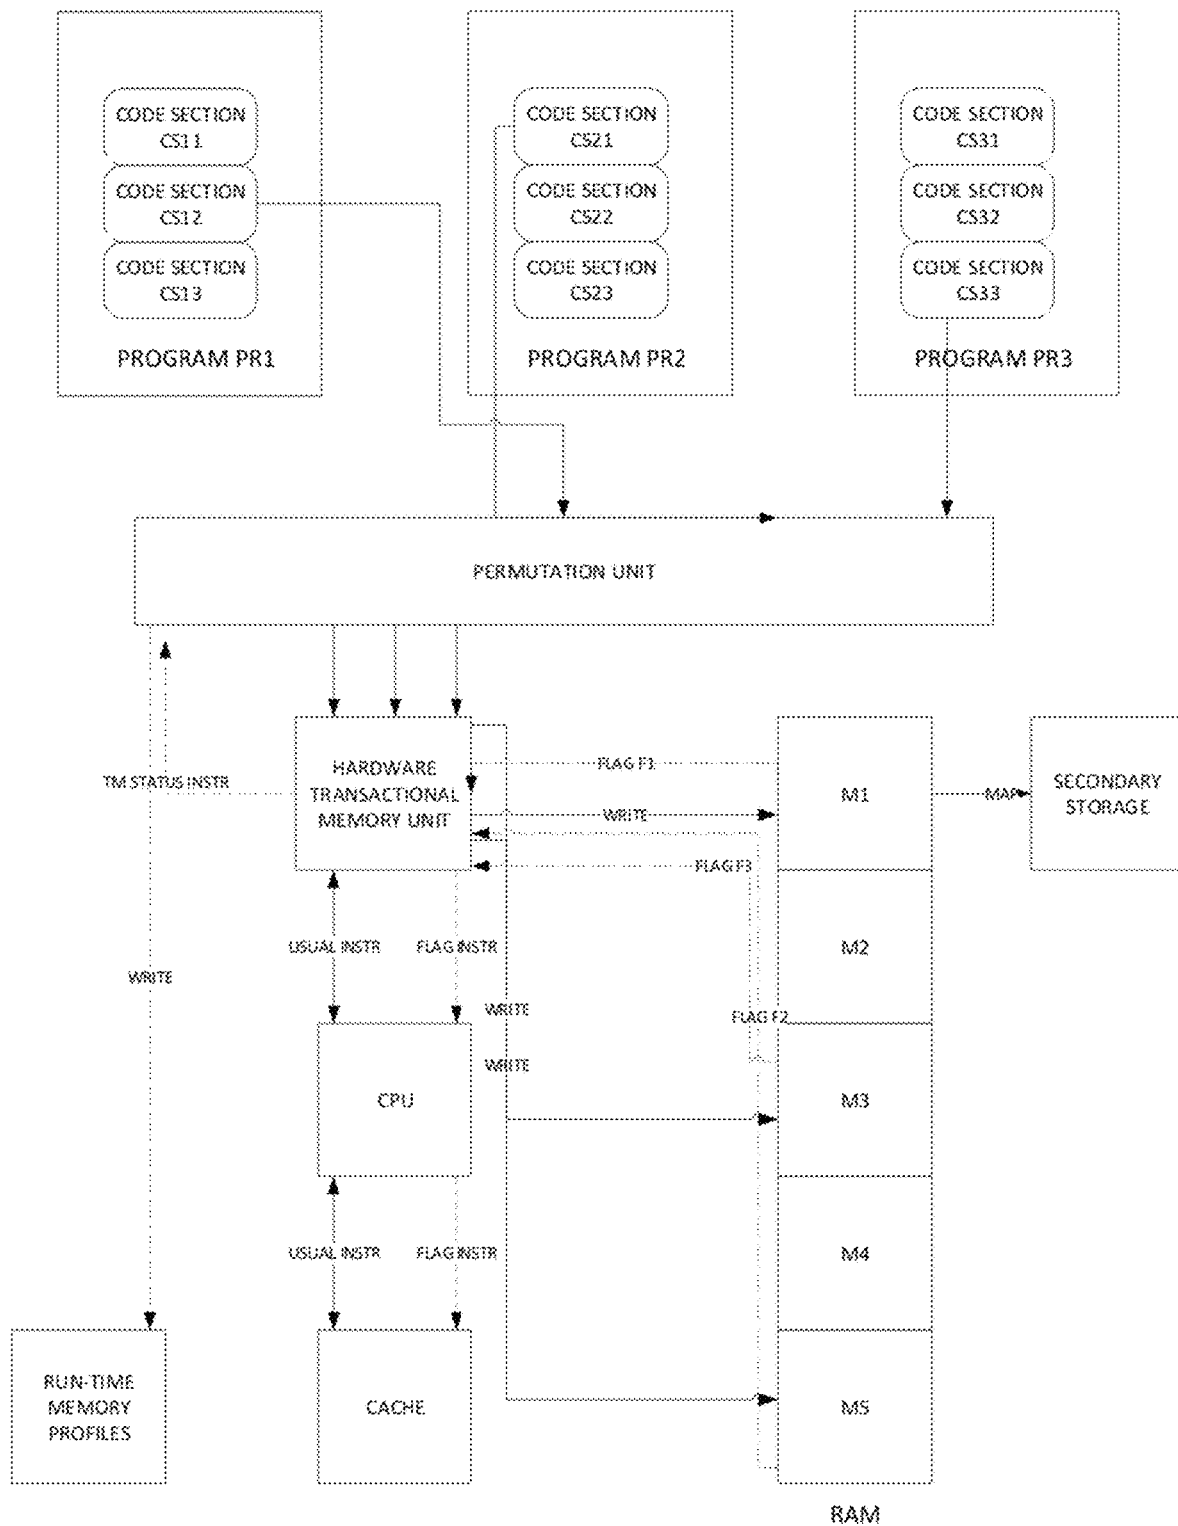 CODE SECTION
CS11
CODE SECTION
CS12
CODE SECTION
CS13
PROGRAM PR1
CODE SECTION
CS21
CODE SECTION
CS22
CODE SECTION
CS23
PROGRAM PR2
CODE SECTION
CS31
CODE SECTION
CS32
CODE SECTION
CS33
PROGRAM PR3
PERMUTATION UNIT
TM STATUS INSTR
HARDWARE
TRANSACTIONAL
MEMORY UNIT
FLAG F1
WRITE
FLAG F3
M1
MAP
SECONDARY
STORAGE
USUAL INSTR
FLAG INSTR
M2
WRITE
WRITE
FLAG F2
WRITE
CPU
M3
USUAL INSTR
FLAG INSTR
M4
RUN-TIME
MEMORY
PROFILES
CACHE
M5
RAM